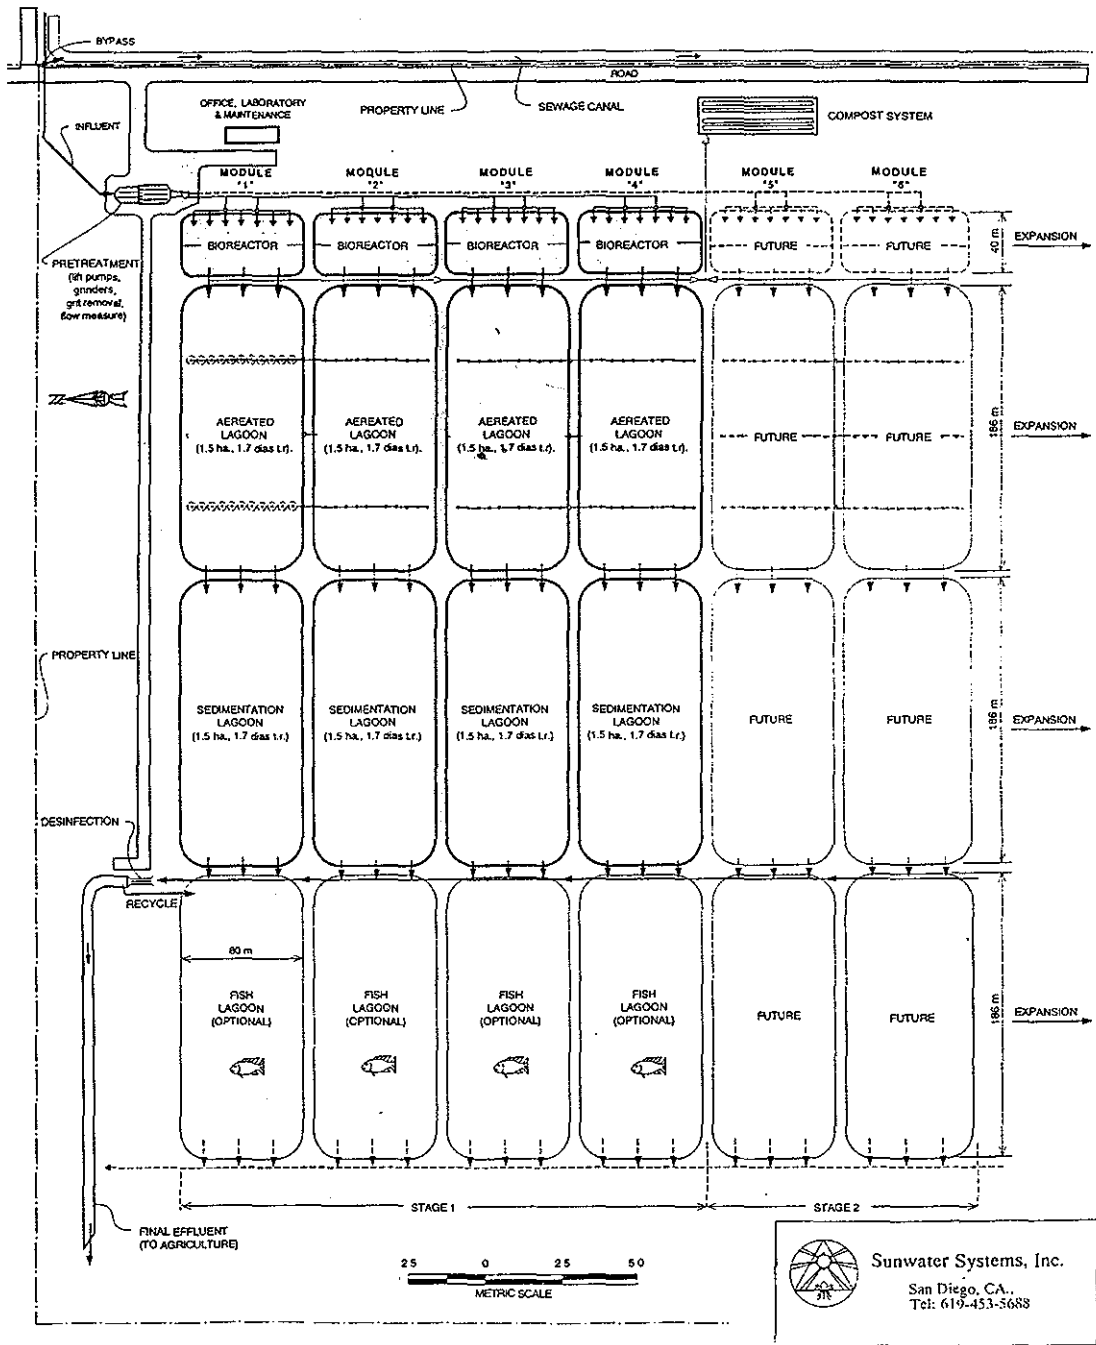 BYPASS
ROAD
PROPERTY LINE
SEWAGE CANAL
OFFICE, LABORATORY
& MAINTENANCE
COMPOST SYSTEM
INFLUENT
MODULE
"1"
MODULE
"2"
MODULE
"3"
MODULE
"4"
MODULE
"5"
MODULE
"6"
BIOREACTOR
BIOREACTOR
BIOREACTOR
BIOREACTOR
FUTURE
FUTURE
40 m
EXPANSION
PRETREATMENT
(lift pumps,
grinders,
grit removal,
flow measure)
AEREATED
LAGOON
(1.5 ha., 1.7 dias t.r).
AEREATED
LAGOON
(1.5 ha., 1.7 dias t.r).
AEREATED
LAGOON
(1.5 ha., 1.7 dias t.r).
AEREATED
LAGOON
(1.5 ha., 1.7 dias t.r).
FUTURE
FUTURE
186 m
EXPANSION
PROPERTY LINE
SEDIMENTATION
LAGOON
(1.5 ha., 1.7 dias t.r.)
SEDIMENTATION
LAGOON
(1.5 ha., 1.7 dias t.r.)
SEDIMENTATION
LAGOON
(1.5 ha., 1.7 dias t.r.)
SEDIMENTATION
LAGOON
(1.5 ha., 1.7 dias t.r.)
FUTURE
FUTURE
186 m
EXPANSION
DESINFECTION
RECYCLE
80 m
FISH
LAGOON
(OPTIONAL)
FISH
LAGOON
(OPTIONAL)
FISH
LAGOON
(OPTIONAL)
FISH
LAGOON
(OPTIONAL)
FUTURE
FUTURE
186 m
EXPANSION
STAGE 1
STAGE 2
FINAL EFFLUENT
(TO AGRICULTURE)
25 0 25 50
METRIC SCALE
Sunwater Systems, Inc.
San Diego, CA.,
Tel: 619-453-5688